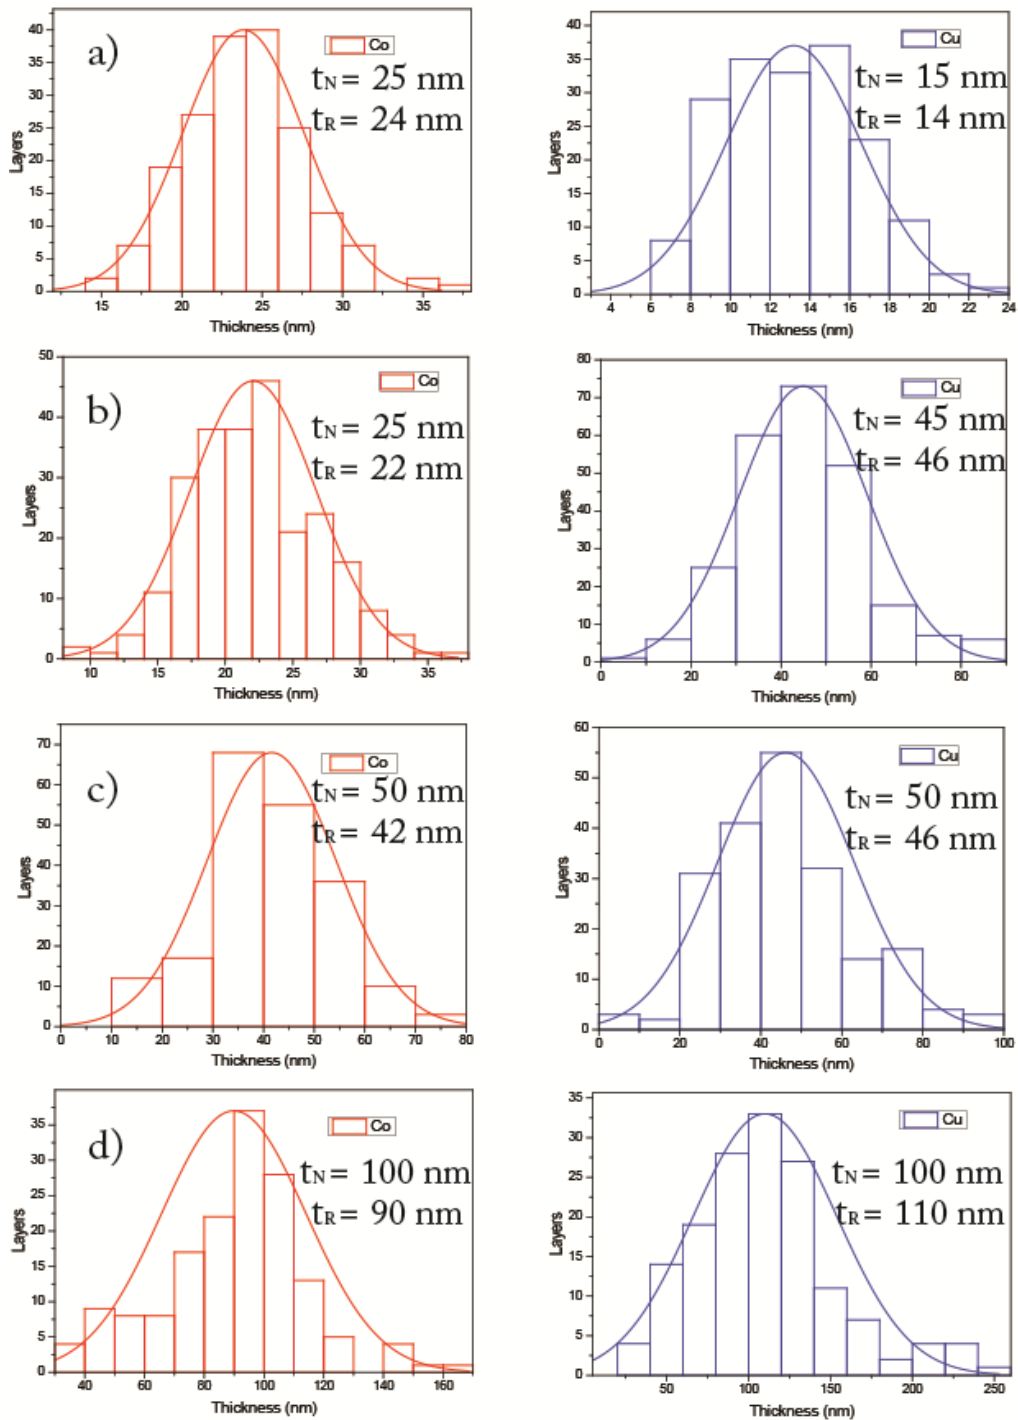 a)
Co
tN = 25 nm
tR = 24 nm
40
35
30
25
20
15
10
5
0
Layers
15 20 25 30 35
Thickness (nm)
Cu
tN = 15 nm
tR = 14 nm
40
35
30
25
20
15
10
5
0
Layers
4 6 8 10 12 14 16 18 20 22 24
Thickness (nm)
b)
Co
tN = 25 nm
tR = 22 nm
50
40
30
20
10
0
Layers
10 15 20 25 30 35
Thickness (nm)
Cu
tN = 45 nm
tR = 46 nm
80
70
60
50
40
30
20
10
0
Layers
0 20 40 60 80
Thickness (nm)
c)
Co
tN = 50 nm
tR = 42 nm
70
60
50
40
30
20
10
0
Layers
0 10 20 30 40 50 60 70 80
Thickness (nm)
Cu
tN = 50 nm
tR = 46 nm
60
50
40
30
20
10
0
Layers
0 20 40 60 80 100
Thickness (nm)
d)
Co
tN = 100 nm
tR = 90 nm
35
30
25
20
15
10
5
0
Layers
40 60 80 100 120 140 160
Thickness (nm)
Cu
tN = 100 nm
tR = 110 nm
35
30
25
20
15
10
5
0
Layers
50 100 150 200 250
Thickness (nm)